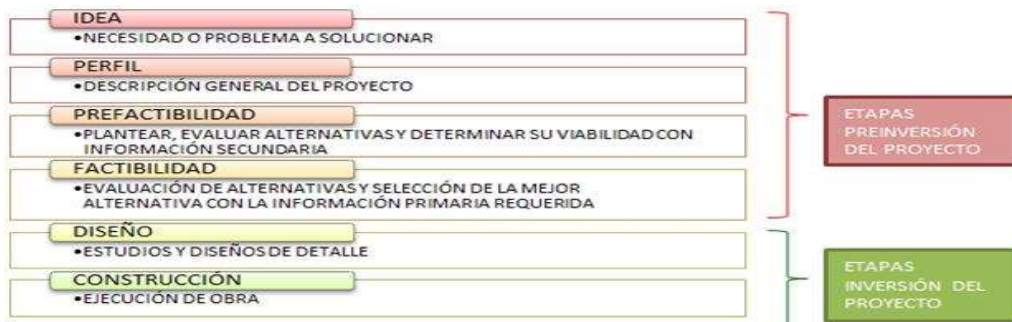 IDEA
•NECESIDAD O PROBLEMA A SOLUCIONAR
PERFIL
•DESCRIPCIÓN GENERAL DEL PROYECTO
PREFACTIBILIDAD
•PLANTEAR, EVALUAR ALTERNATIVAS Y DETERMINAR SU VIABILIDAD CON
INFORMACIÓN SECUNDARIA
FACTIBILIDAD
•EVALUACIÓN DE ALTERNATIVAS Y SELECCIÓN DE LA MEJOR
ALTERNATIVA CON LA INFORMACIÓN PRIMARIA REQUERIDA
DISEÑO
•ESTUDIOS Y DISEÑOS DE DETALLE
CONSTRUCCIÓN
•EJECUCIÓN DE OBRA
ETAPAS
PREINVERSIÓN
DEL PROYECTO
ETAPAS
INVERSIÓN DEL
PROYECTO